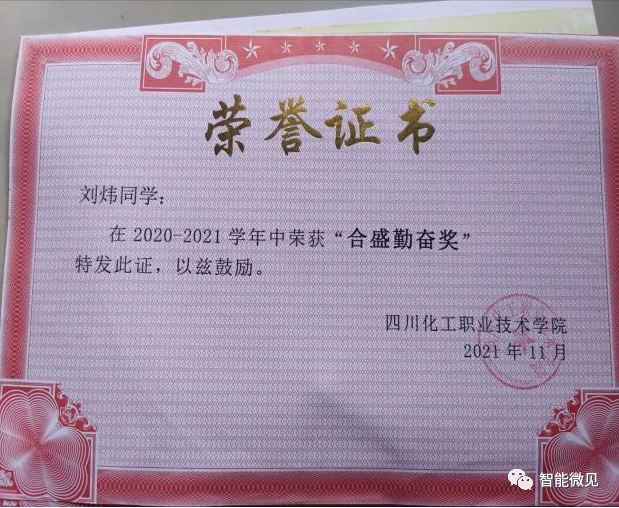 荣誉证书
刘炜同学：
在 2020-2021 学年中荣获“合盛勤奋奖”
特发此证，以兹鼓励。
四川化工职业技术学院
2021 年 11 月
智能微见